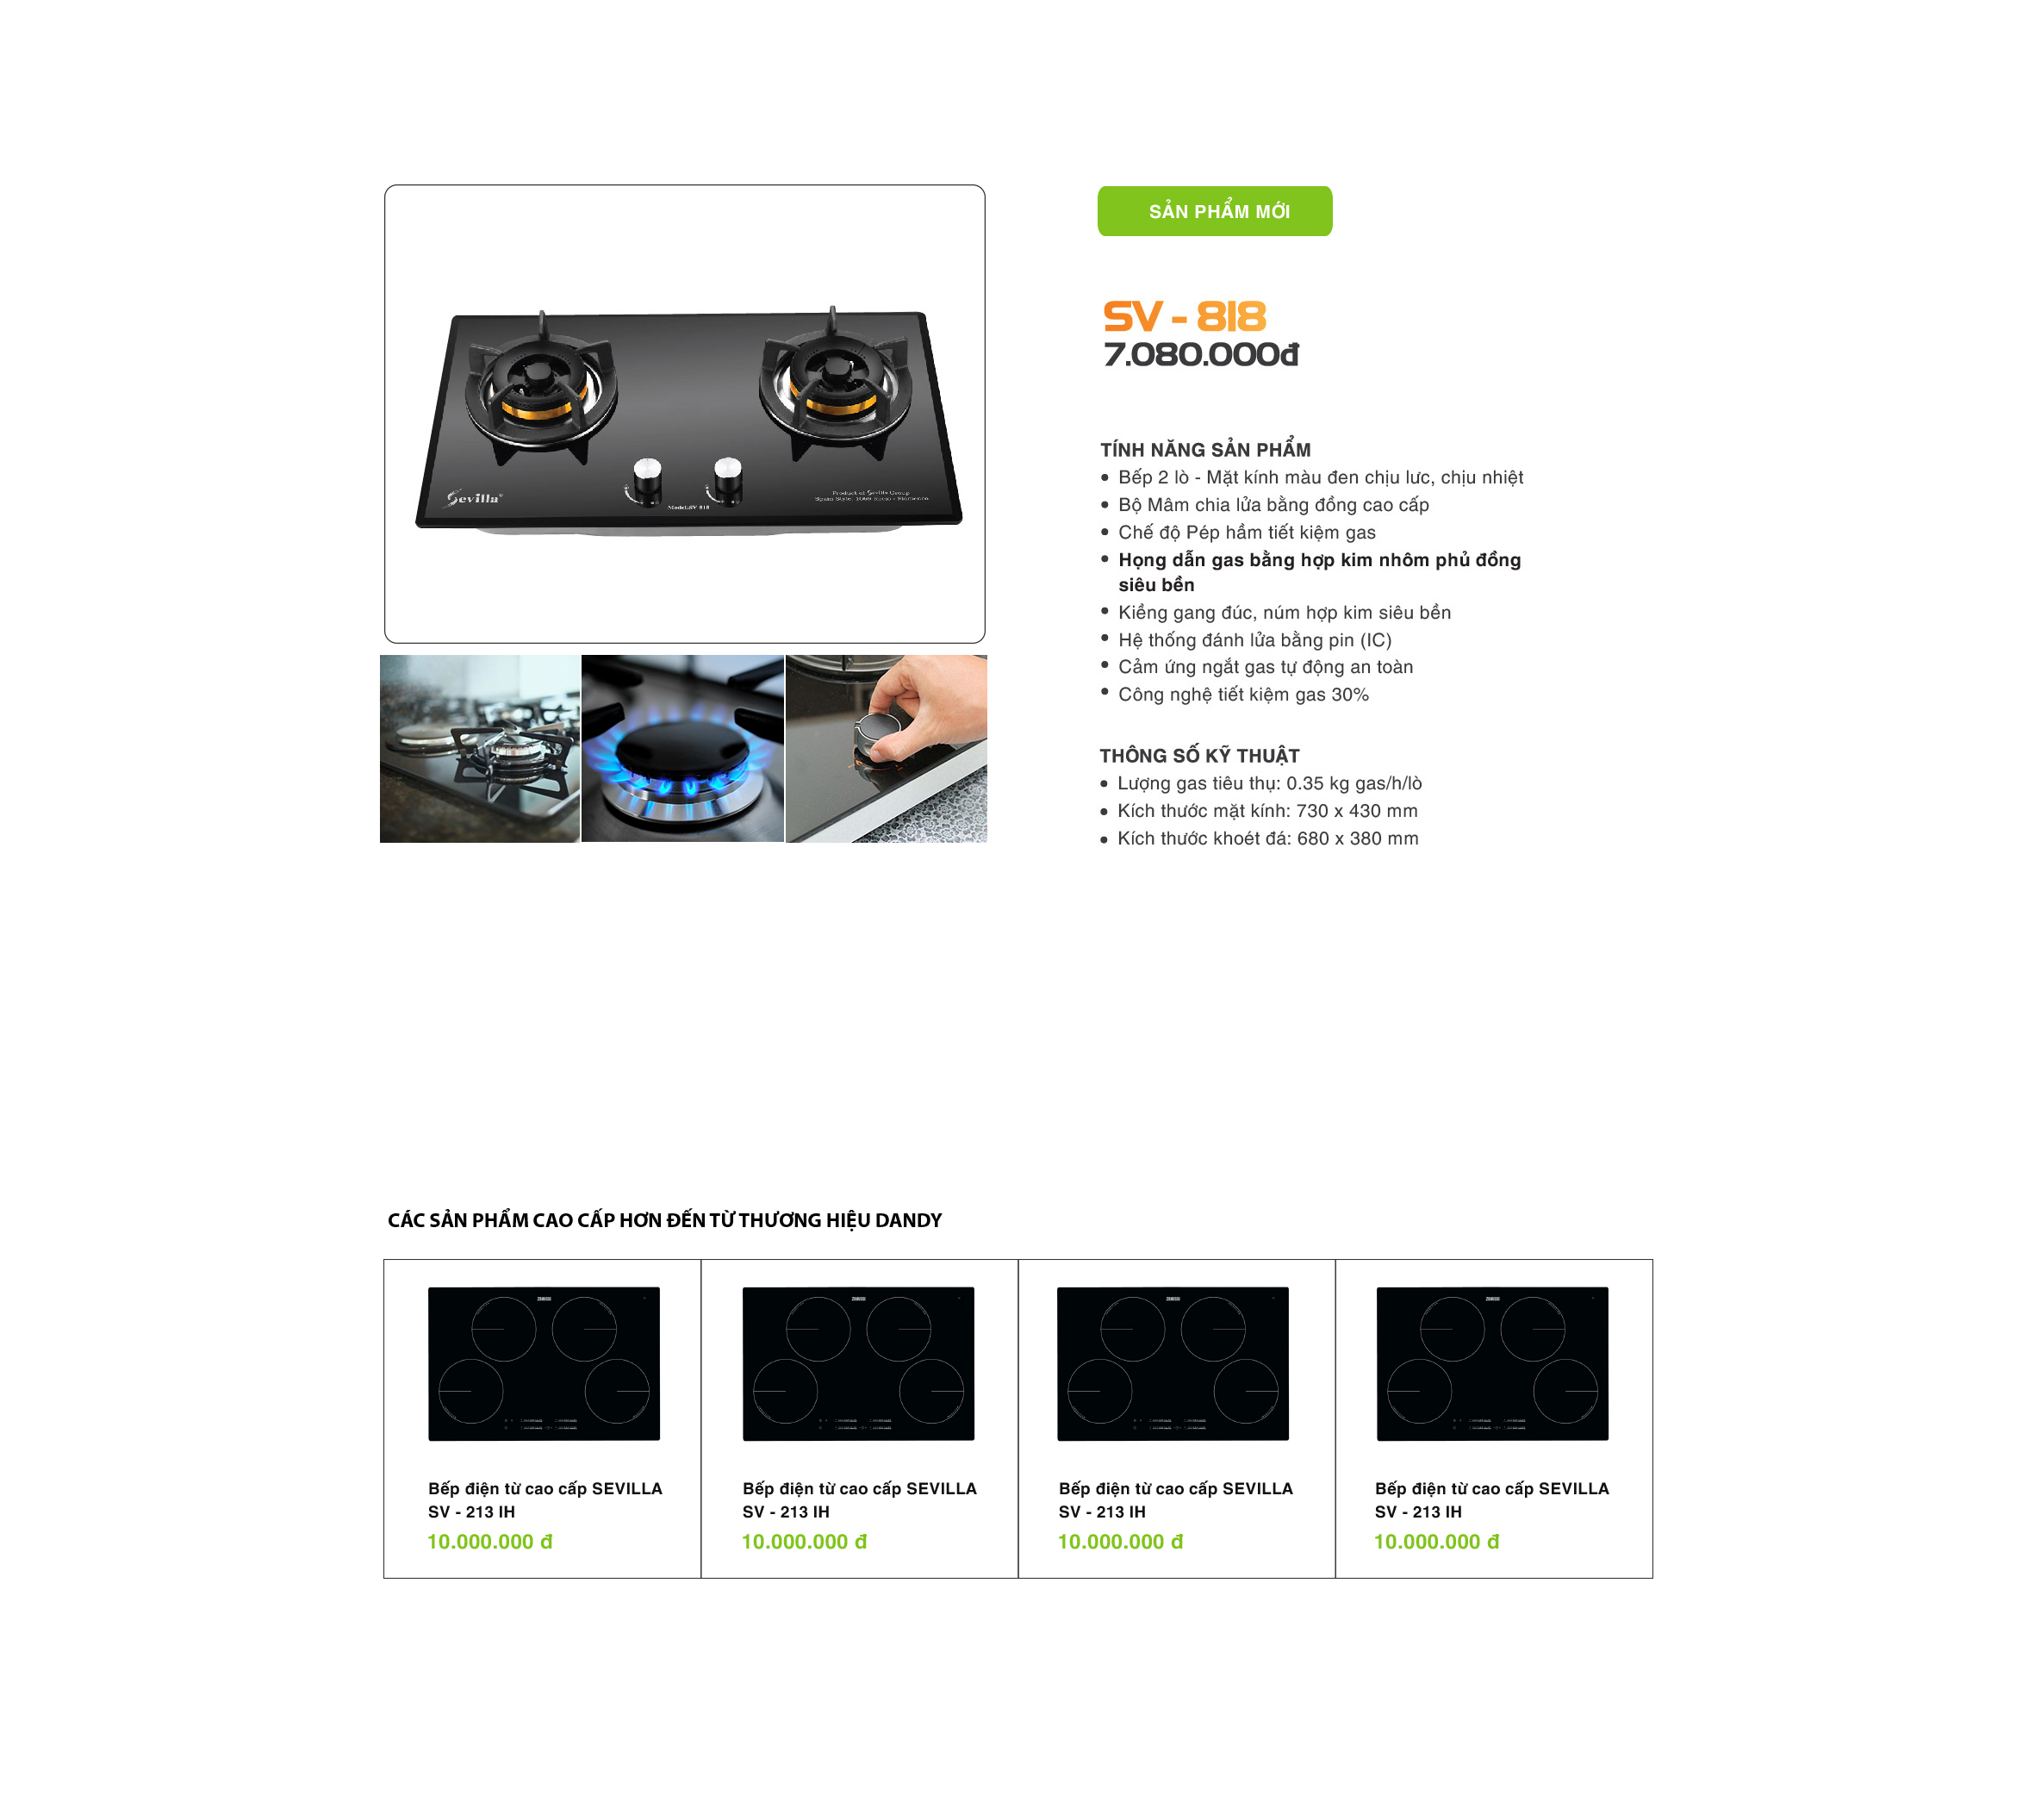 SẢN PHẨM MỚI
SV - 818
7.080.000đ
Sevilla®
Model:SV 818
Product of Sevilla Group
TÍNH NĂNG SẢN PHẨM
Bếp 2 lò - Mặt kính màu đen chịu lưc, chịu nhiệt
Bộ Mâm chia lửa bằng đồng cao cấp
Chế độ Pép hầm tiết kiệm gas
Họng dẫn gas bằng hợp kim nhôm phủ đồng
siêu bền
Kiềng gang đúc, núm hợp kim siêu bền
Hệ thống đánh lửa bằng pin (IC)
Cảm ứng ngắt gas tự động an toàn
Công nghệ tiết kiệm gas 30%
THÔNG SỐ KỸ THUẬT
Lượng gas tiêu thụ: 0.35 kg gas/h/lò
Kích thước mặt kính: 730 x 430 mm
Kích thước khoét đá: 680 x 380 mm
CÁC SẢN PHẨM CAO CẤP HƠN ĐẾN TỪ THƯƠNG HIỆU DANDY
Bếp điện từ cao cấp SEVILLA
SV - 213 IH
10.000.000 đ
Bếp điện từ cao cấp SEVILLA
SV - 213 IH
10.000.000 đ
Bếp điện từ cao cấp SEVILLA
SV - 213 IH
10.000.000 đ
Bếp điện từ cao cấp SEVILLA
SV - 213 IH
10.000.000 đ